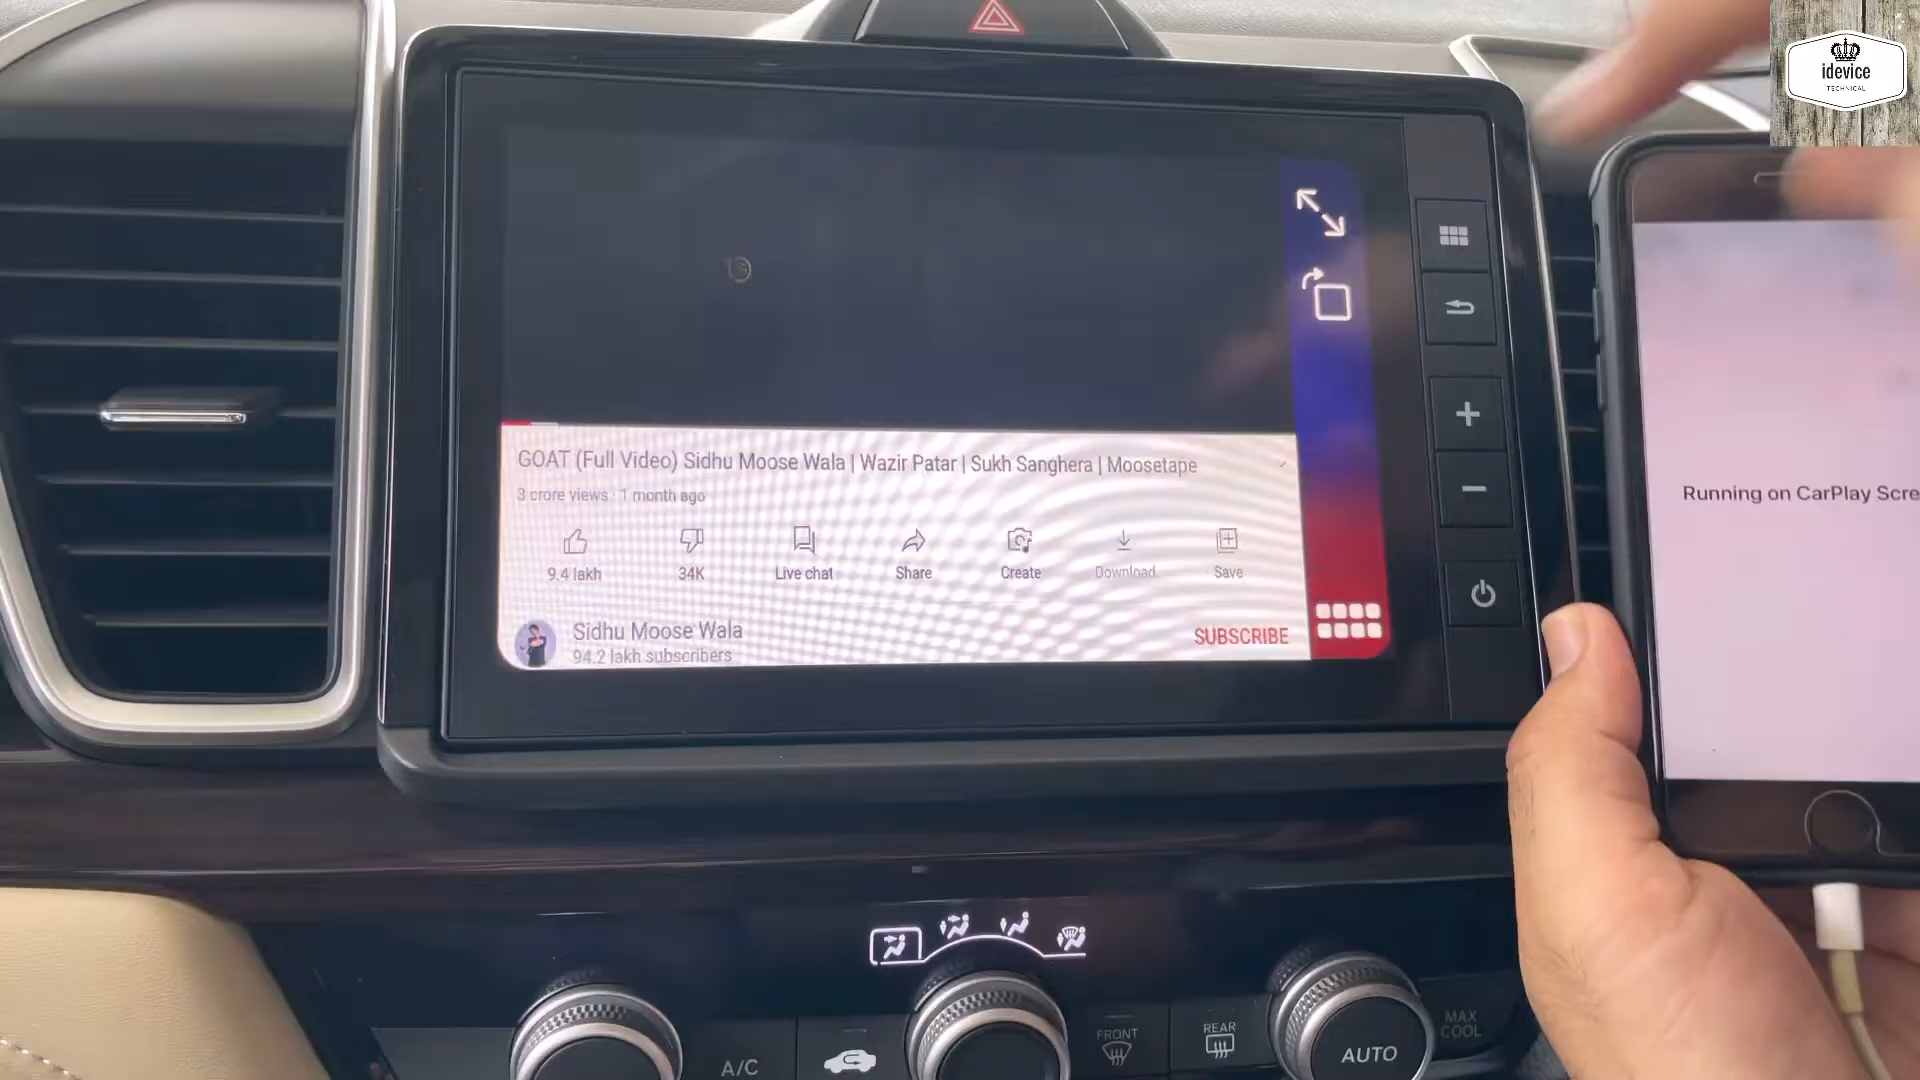 idevice
TECHNICAL
GOAT (Full Video) Sidhu Moose Wala | Wazir Patar | Sukh Sanghera | Moosetape
3 crore views · 1 month ago
9.4 lakh
34K
Live chat
Share
Create
Download
Save
Sidhu Moose Wala
94.2 lakh subscribers
SUBSCRIBE
Running on CarPlay Scre
A/C
FRONT
REAR
AUTO
MAX
COOL